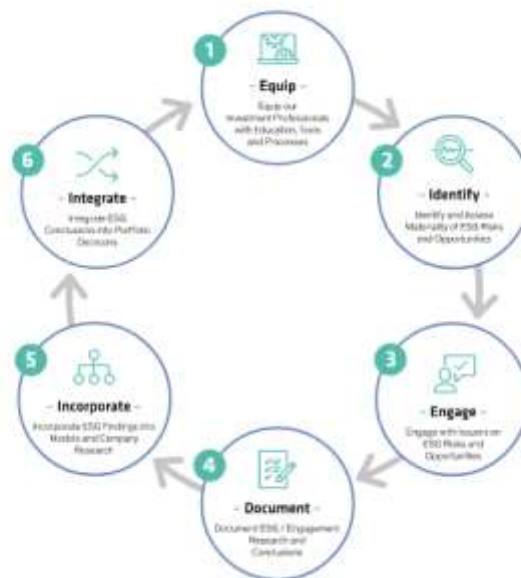 1
- Equip -
Equip our
Investment Professionals
with Education, Tools
and Processes
2
- Identify -
Identify and Assess
Materiality of ESG Risks
and Opportunities
3
- Engage -
Engage with Issuers on
ESG Risks and
Opportunities
4
- Document -
Document ESG / Engagement
Research and
Conclusions
5
- Incorporate -
Incorporate ESG Findings into
Models and Company
Research
6
- Integrate -
Integrate ESG
Conclusions into Portfolio
Decisions